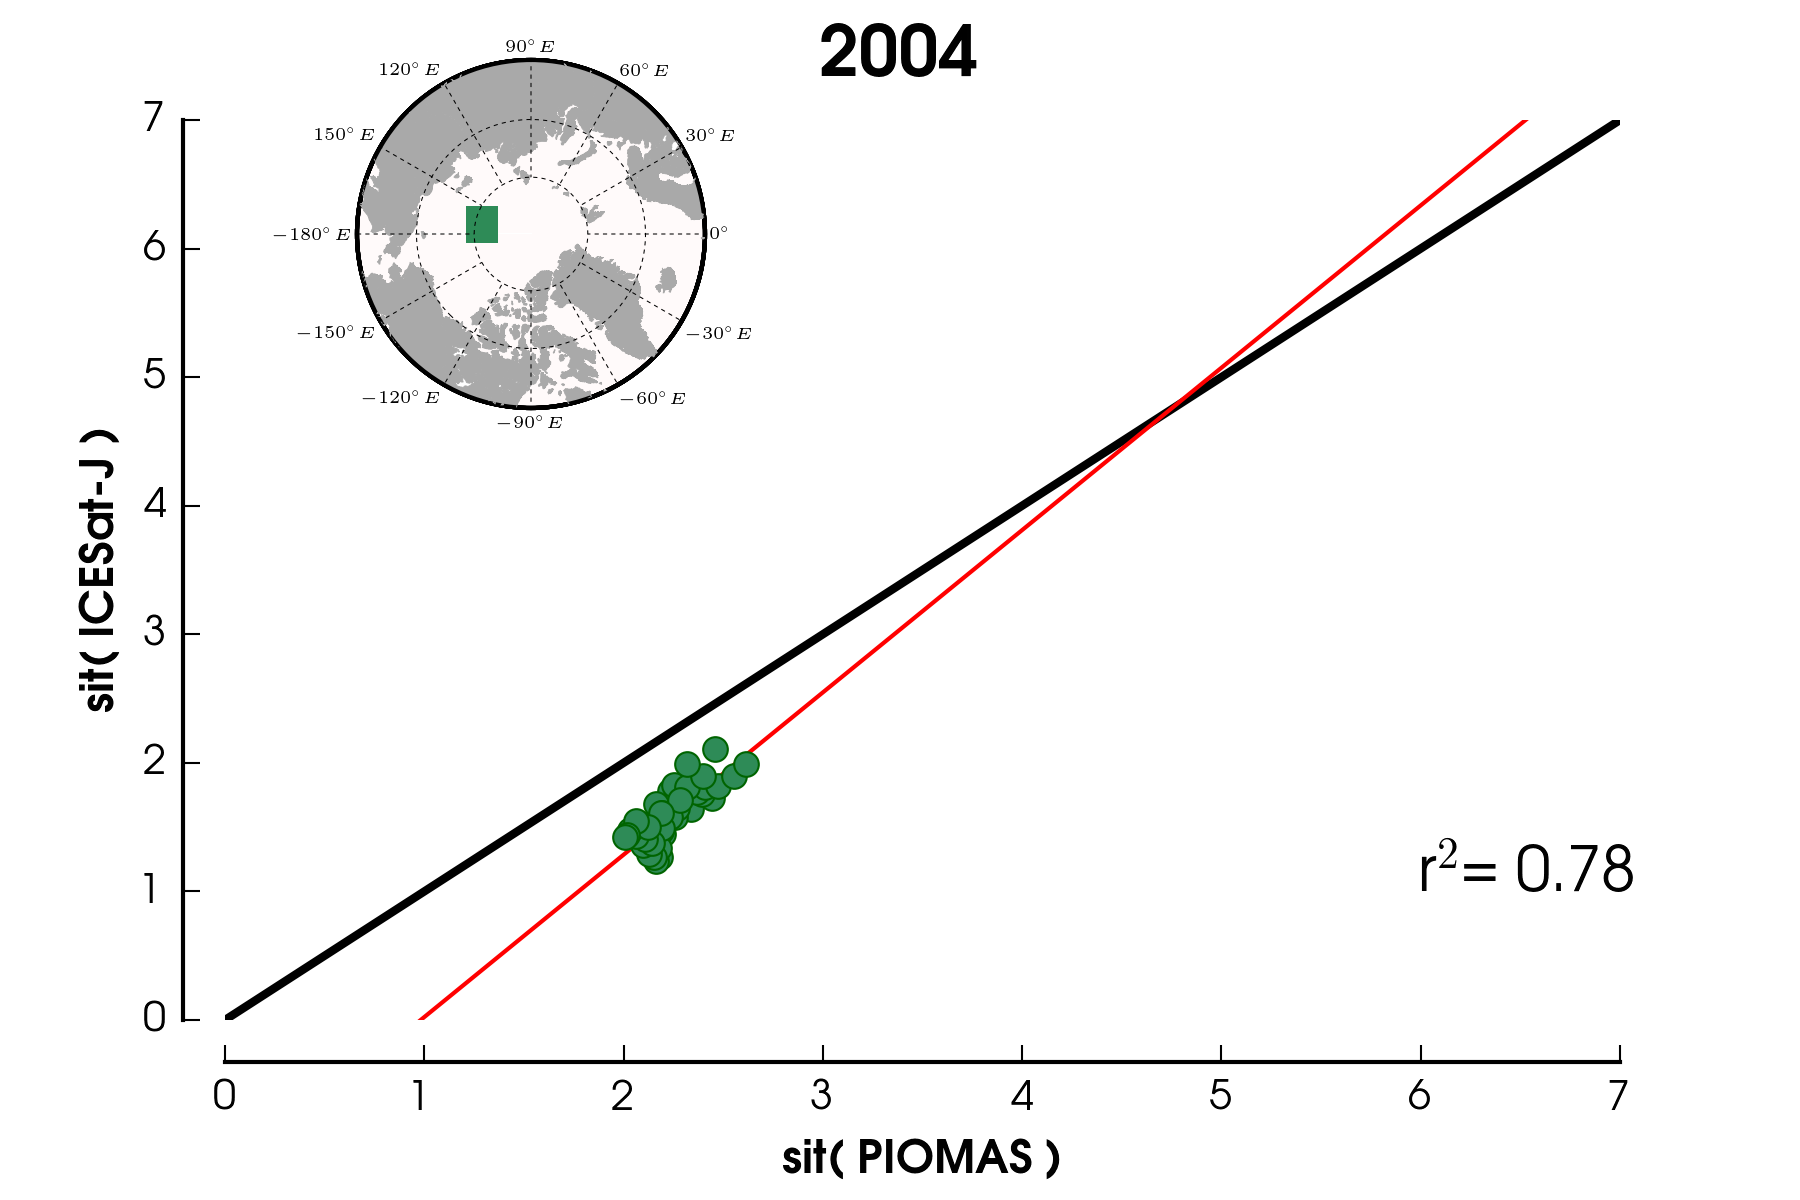 2004
90° E
120° E
60° E
150° E
30° E
−180° E
0°
−150° E
−30° E
−120° E
−60° E
−90° E
7
6
5
4
3
2
1
0
sit( ICESat-J )
r²= 0.78
0 1 2 3 4 5 6 7
sit( PIOMAS )